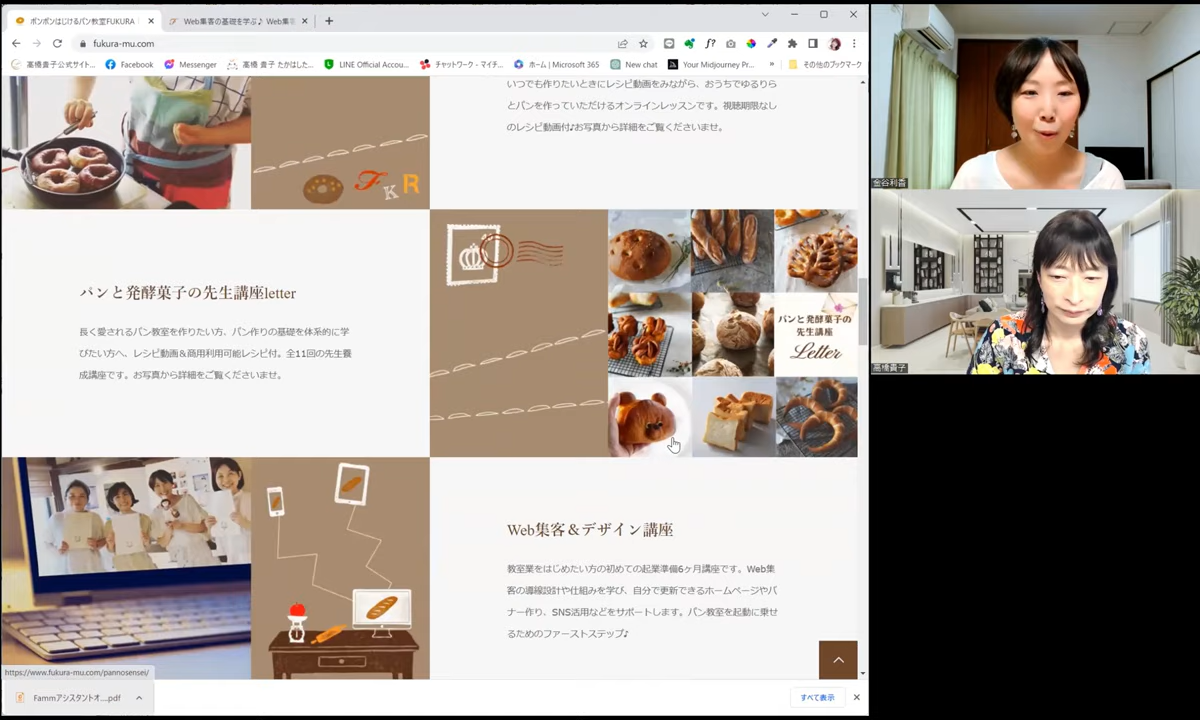 ポンポンはじけるパン教室FUKURA
Web集客の基礎を学ぶ♪ Web集客
fukura-mu.com
f?
高橋貴子公式サイト...
Facebook
Messenger
高橋 貴子 たかはした...
LINE Official Accou...
チャットワーク - マイチ...
ホーム | Microsoft 365
New chat
Your Midjourney Pr...
»
その他のブックマーク
いつでも作りたいときにレシピ動画をみながら、おうちでゆるりら
とパンを作っていただけるオンラインレッスンです。視聴期限なし
のレシピ動画付♪お写真から詳細をご覧くださいませ。
F K R
パンと発酵菓子の先生講座letter
長く愛されるパン教室を作りたい方、パン作りの基礎を体系的に学
びたい方へ、レシピ動画&商用利用可能レシピ付。全11回の先生養
成講座です。お写真から詳細をご覧くださいませ。
パンと発酵菓子の
先生講座
Letter
Web集客&デザイン講座
教室業をはじめたい方の初めての起業準備6ヶ月講座です。Web集
客の導線設計や仕組みを学び、自分で更新できるホームページやバ
ナー作り、SNS活用などをサポートします。パン教室を起動に乗せ
るためのファーストステップ♪
https://www.fukura-mu.com/pannosensei/
Fammアシスタントオ....pdf
すべて表示
金谷利香
高橋貴子